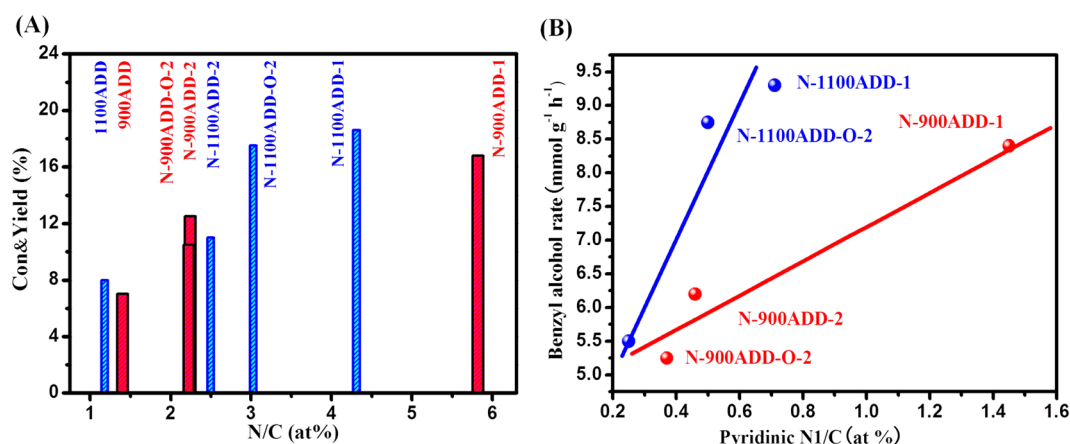 (A)
24
20
16
12
8
4
0
Con&Yield (%)
1100ADD
900ADD
N-900ADD-O-2
N-900ADD-2
N-1100ADD-2
N-1100ADD-O-2
N-1100ADD-1
N-900ADD-1
1 2 3 4 5 6
N/C (at%)
(B)
9.5
9.0
8.5
8.0
7.5
7.0
6.5
6.0
5.5
5.0
Benzyl alcohol rate (mmol g⁻¹ h⁻¹)
N-1100ADD-1
N-1100ADD-O-2
N-900ADD-1
N-900ADD-2
N-900ADD-O-2
0.2 0.4 0.6 0.8 1.0 1.2 1.4 1.6
Pyridinic N1/C (at %)